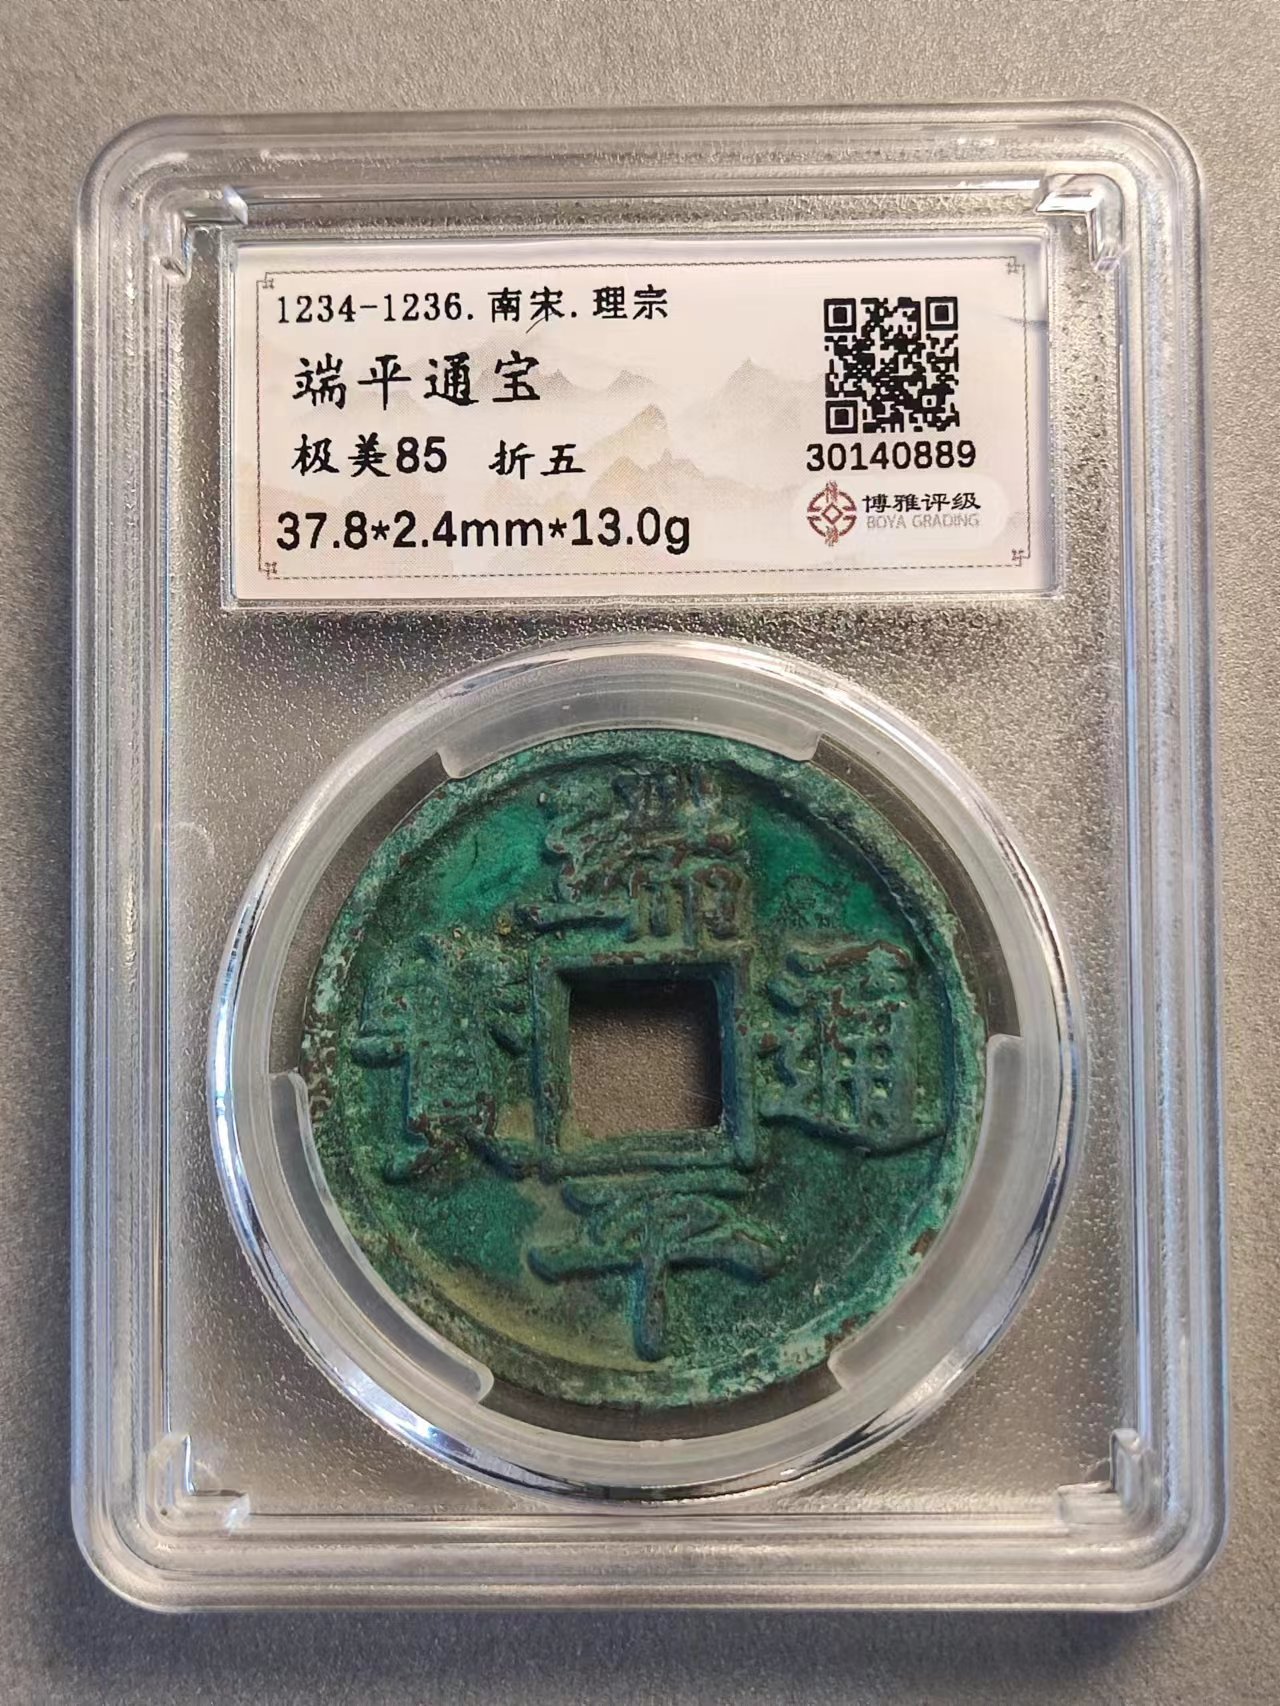 1234-1236.南宋.理宗
端平通宝
极美85 折五
37.8*2.4mm*13.0g
30140889
博雅评级
BOYA GRADING
端
通
寳
平